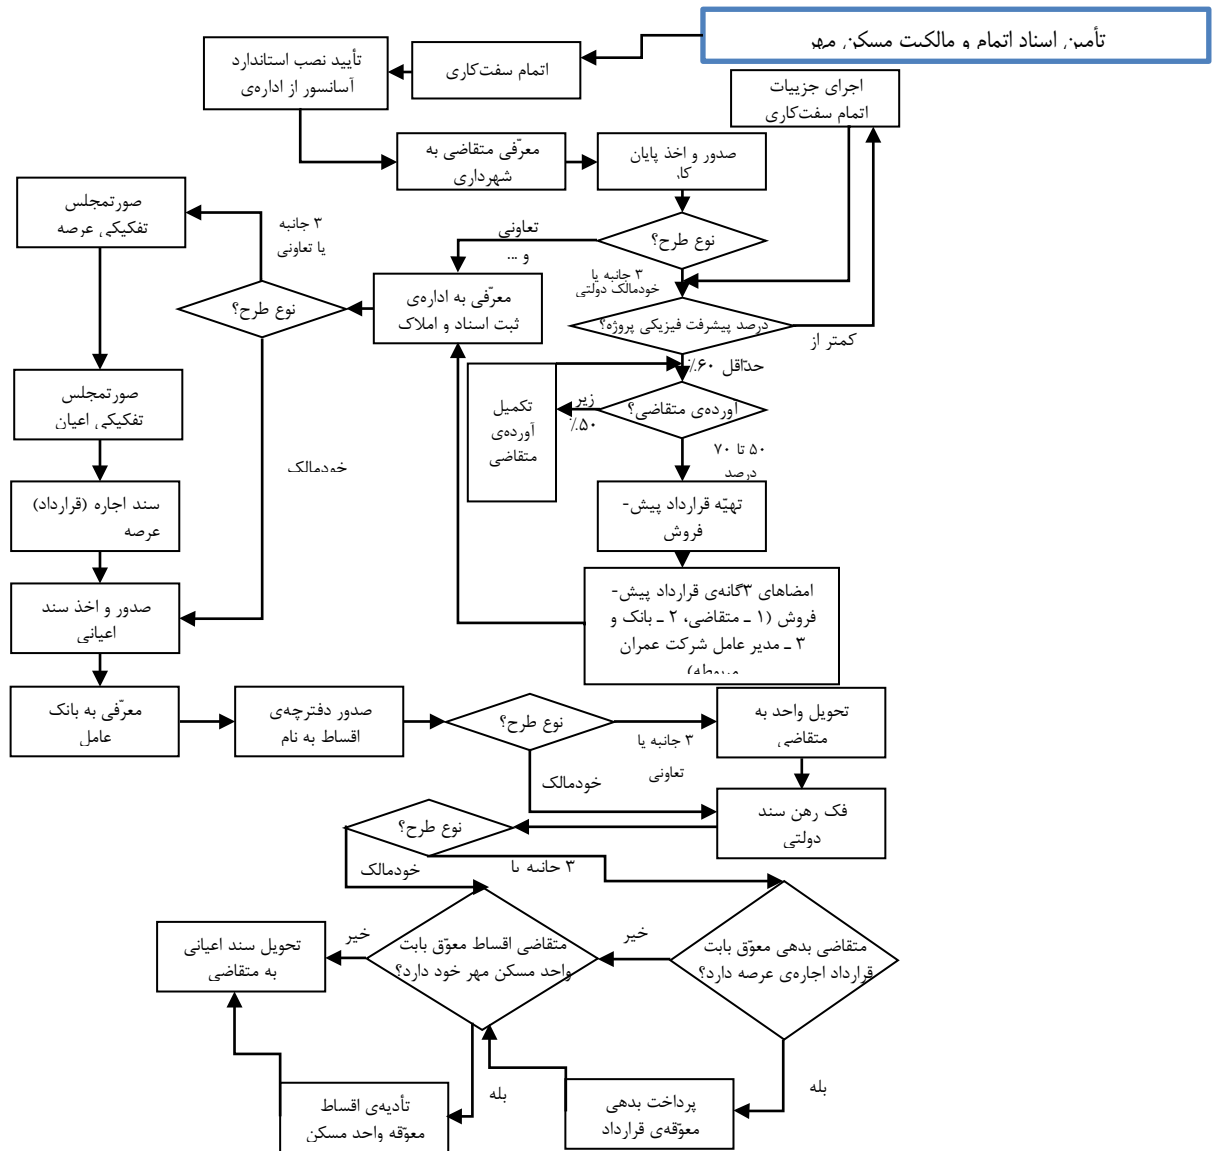 تأمین اسناد اتمام و مالکیت مسکن مهر
اتمام سفت‌کاری
تأیید نصب استاندارد
آسانسور از اداره‌ی
اجرای جزییات
اتمام سفت‌کاری
معرّفی متقاضی به
شهرداری
صدور و اخذ پایان
کار
نوع طرح؟
تعاونی
و ...
۳ جانبه یا
خودمالک دولتی
معرّفی به اداره‌ی
ثبت اسناد و املاک
درصد پیشرفت فیزیکی پروژه؟
کمتر از
حدّاقل ۶۰٪
آورده‌ی متقاضی؟
زیر
۵۰٪
تکمیل
آورده‌ی
متقاضی
۵۰ تا ۷۰
درصد
تهیّه قرارداد پیش-
فروش
امضاهای ۳گانه‌ی قرارداد پیش-
فروش (۱ ـ متقاضی، ۲ ـ بانک و
۳ ـ مدیر عامل شرکت عمران
مربوطه)
نوع طرح؟
۳ جانبه
یا تعاونی
خودمالک
صورتمجلس
تفکیکی عرصه
صورتمجلس
تفکیکی اعیان
سند اجاره (قرارداد)
عرصه
صدور و اخذ سند
اعیانی
معرّفی به بانک
عامل
صدور دفترچه‌ی
اقساط به نام
نوع طرح؟
۳ جانبه یا
تعاونی
خودمالک
تحویل واحد به
متقاضی
فک رهن سند
دولتی
نوع طرح؟
خودمالک
۳ جانبه یا
متقاضی بدهی معوّق بابت
قرارداد اجاره‌ی عرصه دارد؟
خیر
متقاضی اقساط معوّق بابت
واحد مسکن مهر خود دارد؟
خیر
تحویل سند اعیانی
به متقاضی
بله
پرداخت بدهی
معوّقه‌ی قرارداد
بله
تأدیه‌ی اقساط
معوّقه واحد مسکن